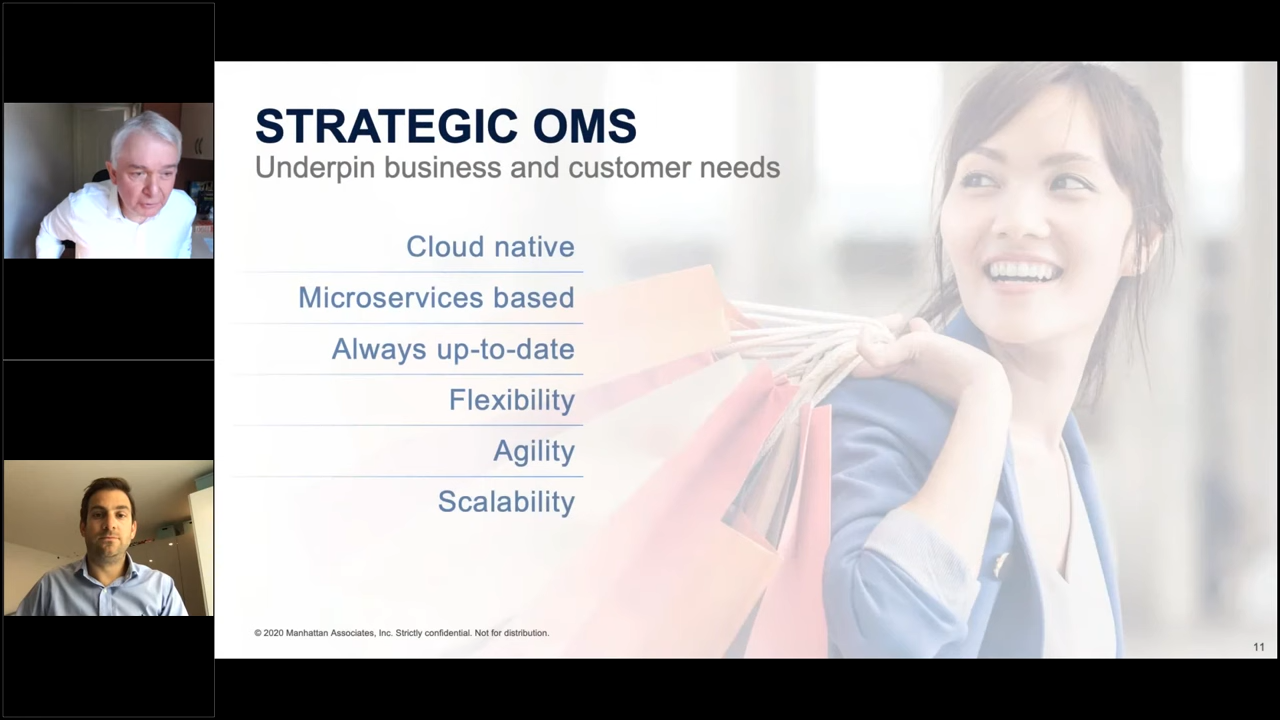 STRATEGIC OMS
Underpin business and customer needs
Cloud native
Microservices based
Always up-to-date
Flexibility
Agility
Scalability
© 2020 Manhattan Associates, Inc. Strictly confidential. Not for distribution.
11